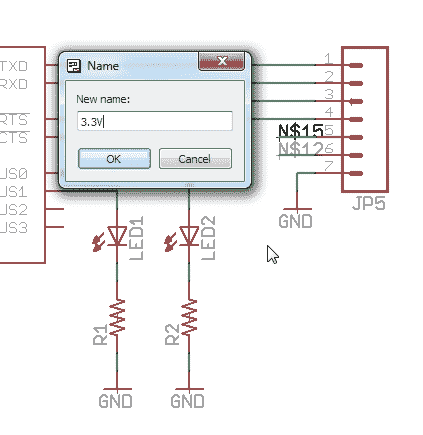 Name
New name:
3.3V
OK
Cancel
TXD
RXD
RTS
CTS
US0
US1
US2
US3
1
2
3
4
5
6
7
N$15
N$12
GND
JP5
LED1
LED2
R1
R2
GND
GND